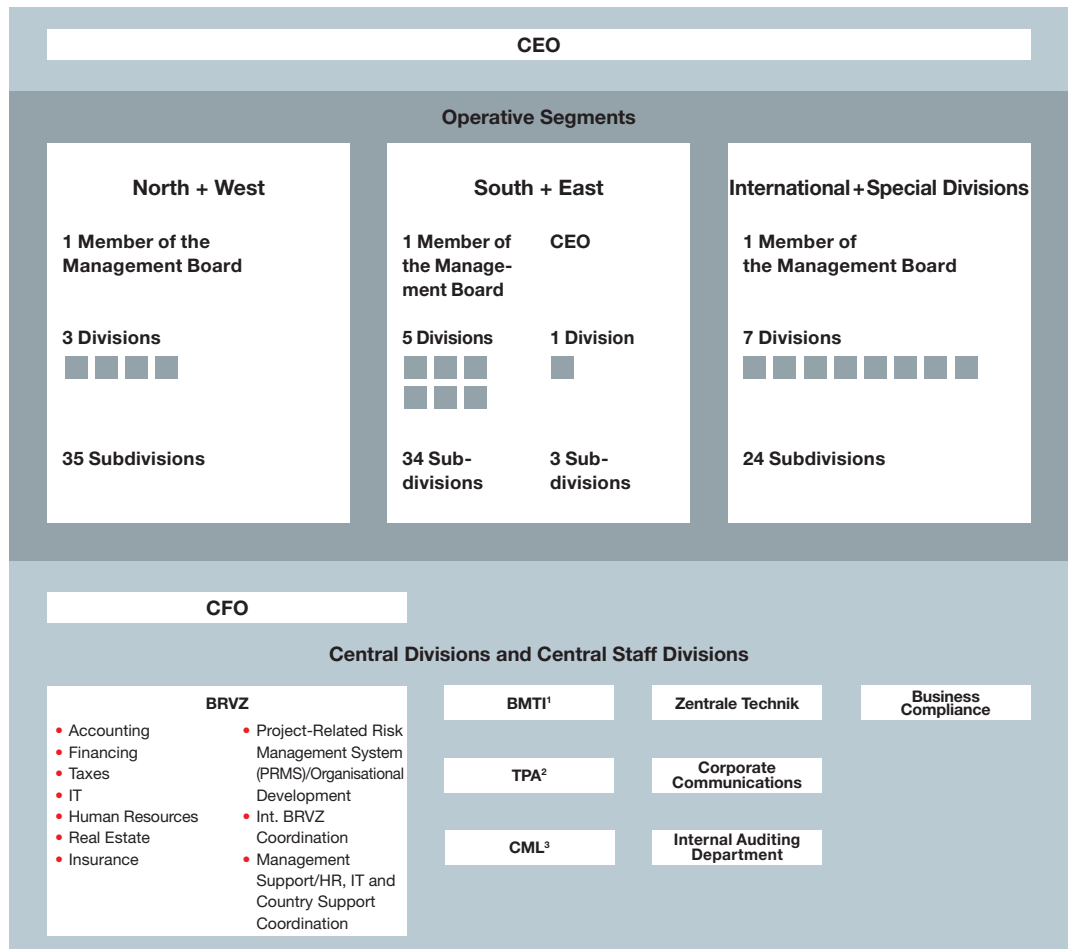 CEO
Operative Segments
North + West
1 Member of the
Management Board
3 Divisions
35 Subdivisions
South + East
1 Member of
the Manage-
ment Board
5 Divisions
34 Sub-
divisions
CEO
1 Division
3 Sub-
divisions
International + Special Divisions
1 Member of
the Management Board
7 Divisions
24 Subdivisions
CFO
Central Divisions and Central Staff Divisions
BRVZ
• Accounting
• Financing
• Taxes
• IT
• Human Resources
• Real Estate
• Insurance
• Project-Related Risk
Management System
(PRMS)/Organisational
Development
• Int. BRVZ
Coordination
• Management
Support/HR, IT and
Country Support
Coordination
BMTI¹
TPA²
CML³
Zentrale Technik
Corporate
Communications
Internal Auditing
Department
Business
Compliance